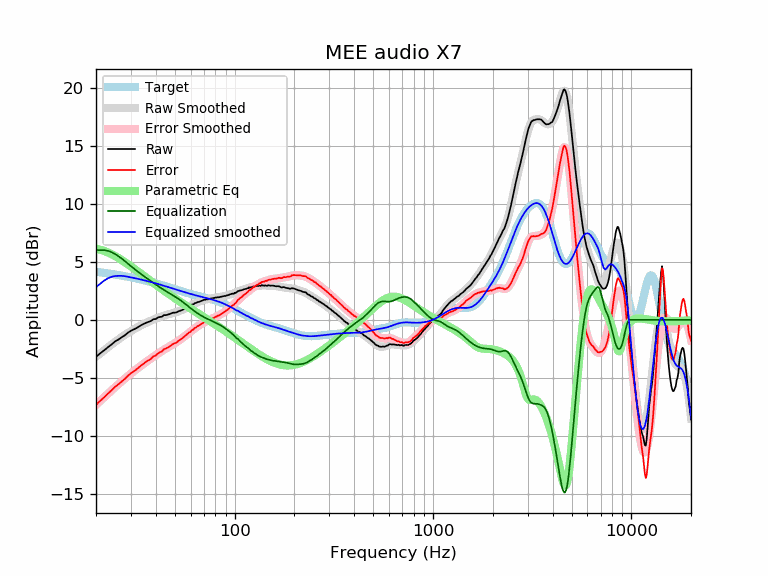 MEE audio X7
Target
Raw Smoothed
Error Smoothed
Raw
Error
Parametric Eq
Equalization
Equalized smoothed
20
15
10
5
0
−5
−10
−15
Amplitude (dBr)
100 1000 10000
Frequency (Hz)